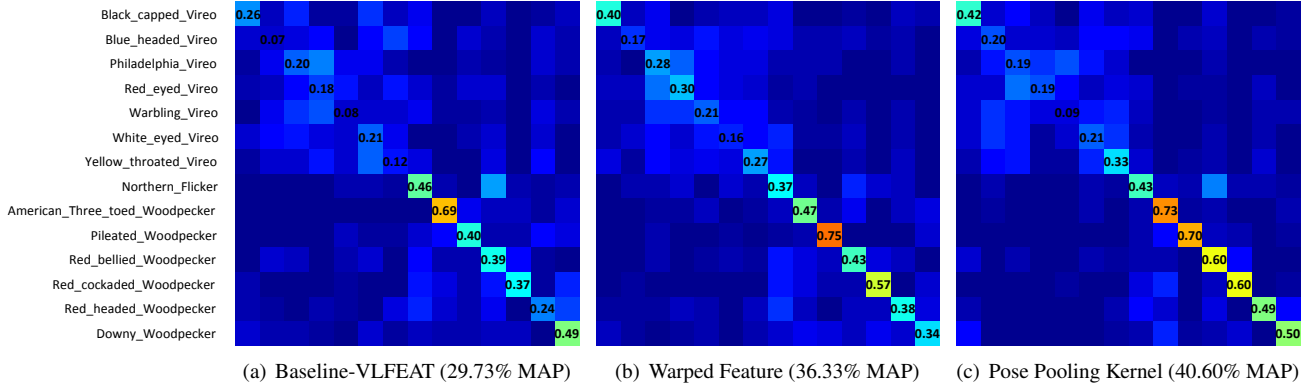 Black_capped_Vireo 0.26 0.40 0.42
Blue_headed_Vireo 0.07 0.17 0.20
Philadelphia_Vireo 0.20 0.28 0.19
Red_eyed_Vireo 0.18 0.30 0.19
Warbling_Vireo 0.08 0.21 0.09
White_eyed_Vireo 0.21 0.16 0.21
Yellow_throated_Vireo 0.12 0.27 0.33
Northern_Flicker 0.46 0.37 0.43
American_Three_toed_Woodpecker 0.69 0.47 0.73
Pileated_Woodpecker 0.40 0.75 0.70
Red_bellied_Woodpecker 0.39 0.43 0.60
Red_cockaded_Woodpecker 0.37 0.57 0.60
Red_headed_Woodpecker 0.24 0.38 0.49
Downy_Woodpecker 0.49 0.34 0.50
(a) Baseline-VLFEAT (29.73% MAP) (b) Warped Feature (36.33% MAP) (c) Pose Pooling Kernel (40.60% MAP)